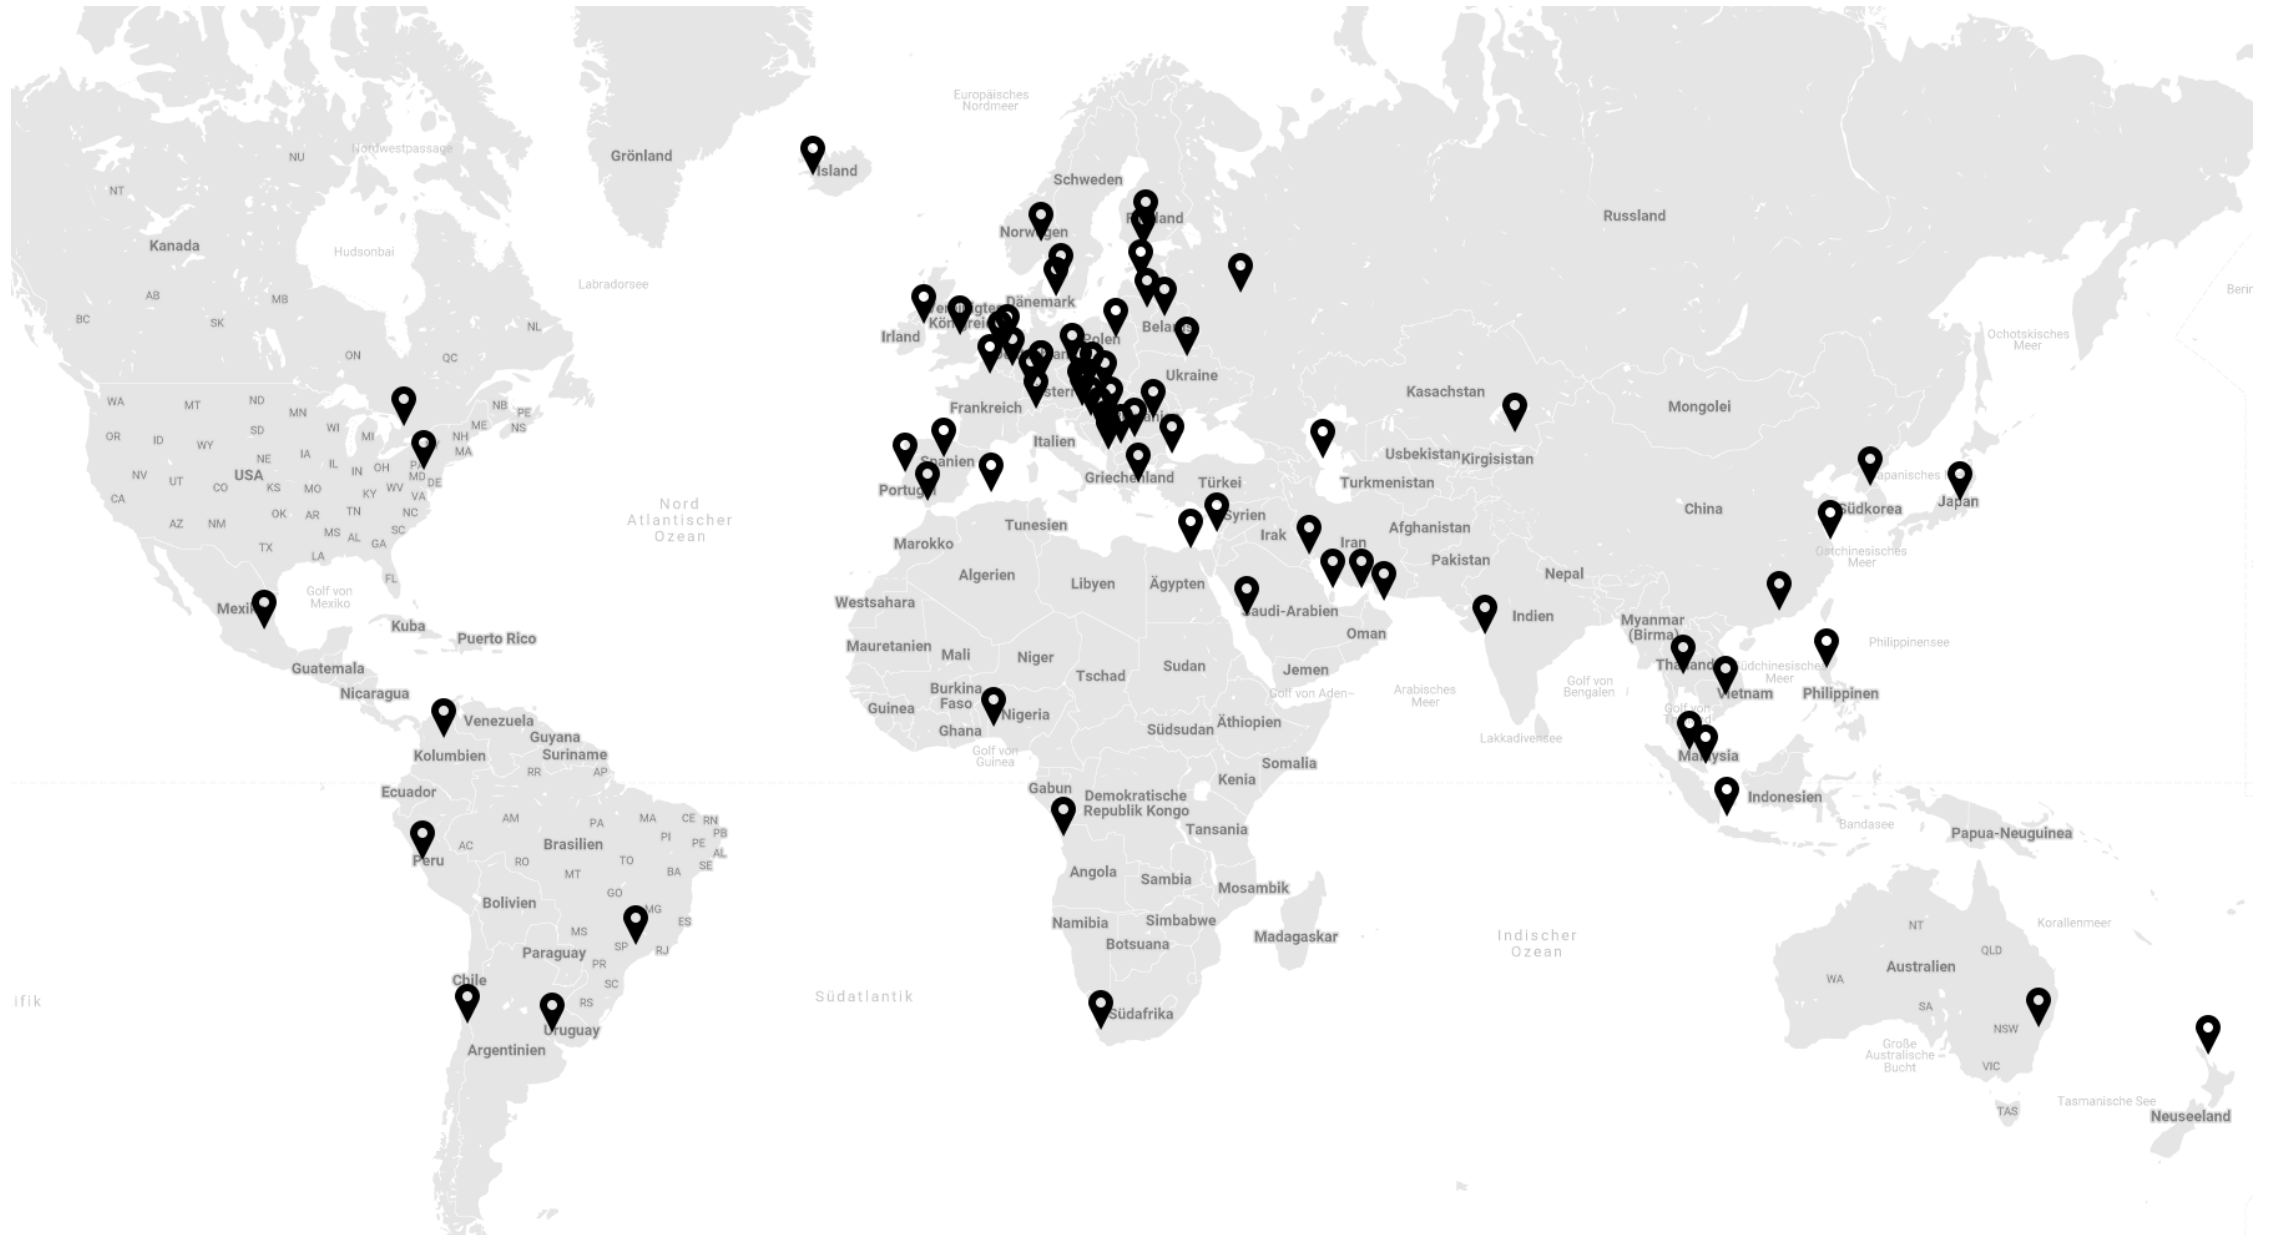 Europäisches
Nordmeer
Nordwestpassage
NU
Grönland
Island
Schweden
NT
Russland
Norwegen
Kanada
Hudsonbai
Labradorsee
AB
MB
BC
SK
NL
Dänemark
Irland
Polen
Ochotskisches
Meer
ON
QC
Ukraine
Kasachstan
Mongolei
Frankreich
WA
MT
ND
MN
NB
PE
NS
ME
OR
ID
WY
SD
WI
MI
NH
MA
Italien
Usbekistan
Kirgisistan
NE
IA
IL
IN
OH
Spanien
NV
UT
USA
CO
KS
MO
KY
WV
MD
DE
VA
CA
Griechenland
Türkei
Turkmenistan
China
Südkorea
Japan
Nord
Atlantischer
Ozean
AZ
NM
OK
AR
TN
NC
MS
AL
GA
SC
TX
LA
FL
Tunesien
Syrien
Irak
Iran
Afghanistan
Marokko
Pakistan
Nepal
Ostchinesisches
Meer
Algerien
Libyen
Ägypten
Golf von
Mexiko
Westsahara
Saudi-Arabien
Indien
Kuba
Puerto Rico
Oman
Myanmar
(Birma)
Philippinensee
Mauretanien
Mali
Niger
Tschad
Sudan
Jemen
Guatemala
Nicaragua
Burkina
Faso
Guinea
Nigeria
Ghana
Golf von Aden
Arabisches
Meer
Golf von
Bengalen
Vietnam
Philippinen
Venezuela
Guyana
Suriname
Kolumbien
Südsudan
Äthiopien
Lakkadivensee
Golf von
Guinea
Somalia
RR
AP
Kenia
Ecuador
Gabun
Demokratische
Republik Kongo
Indonesien
Bandasee
Papua-Neuguinea
Tansania
AM
PA
MA
CE
RN
PB
PI
PE
AL
SE
Peru
AC
Brasilien
RO
TO
MT
BA
GO
Angola
Sambia
Mosambik
Bolivien
MG
ES
MS
SP
RJ
Namibia
Simbabwe
Botsuana
Madagaskar
Indischer
Ozean
Korallenmeer
NT
QLD
Australien
WA
SA
NSW
VIC
TAS
Paraguay
PR
SC
RS
Chile
ifik
Südatlantik
Südafrika
Uruguay
Argentinien
Große
Australische
Bucht
Tasmanische See
Neuseeland